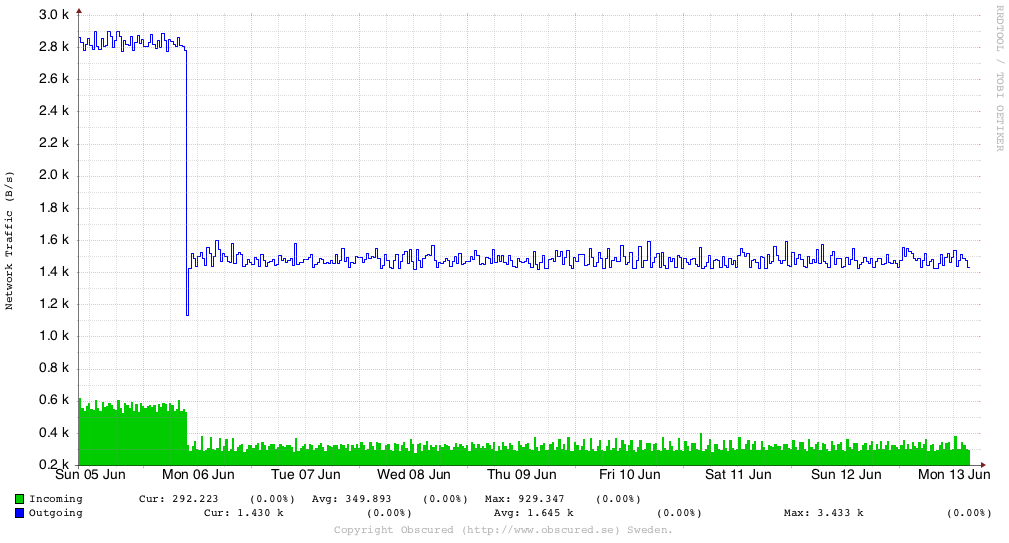 3.0 k
2.8 k
2.6 k
2.4 k
2.2 k
2.0 k
1.8 k
1.6 k
1.4 k
1.2 k
1.0 k
0.8 k
0.6 k
0.4 k
0.2 k
Network Traffic (B/s)
RRDTOOL / TOBI OETIKER
Sun 05 Jun Mon 06 Jun Tue 07 Jun Wed 08 Jun Thu 09 Jun Fri 10 Jun Sat 11 Jun Sun 12 Jun Mon 13 Jun
Incoming Cur: 292.223 (0.00%) Avg: 349.893 (0.00%) Max: 929.347 (0.00%)
Outgoing Cur: 1.430 k (0.00%) Avg: 1.645 k (0.00%) Max: 3.433 k (0.00%)
Copyright Obscured (http://www.obscured.se) Sweden.